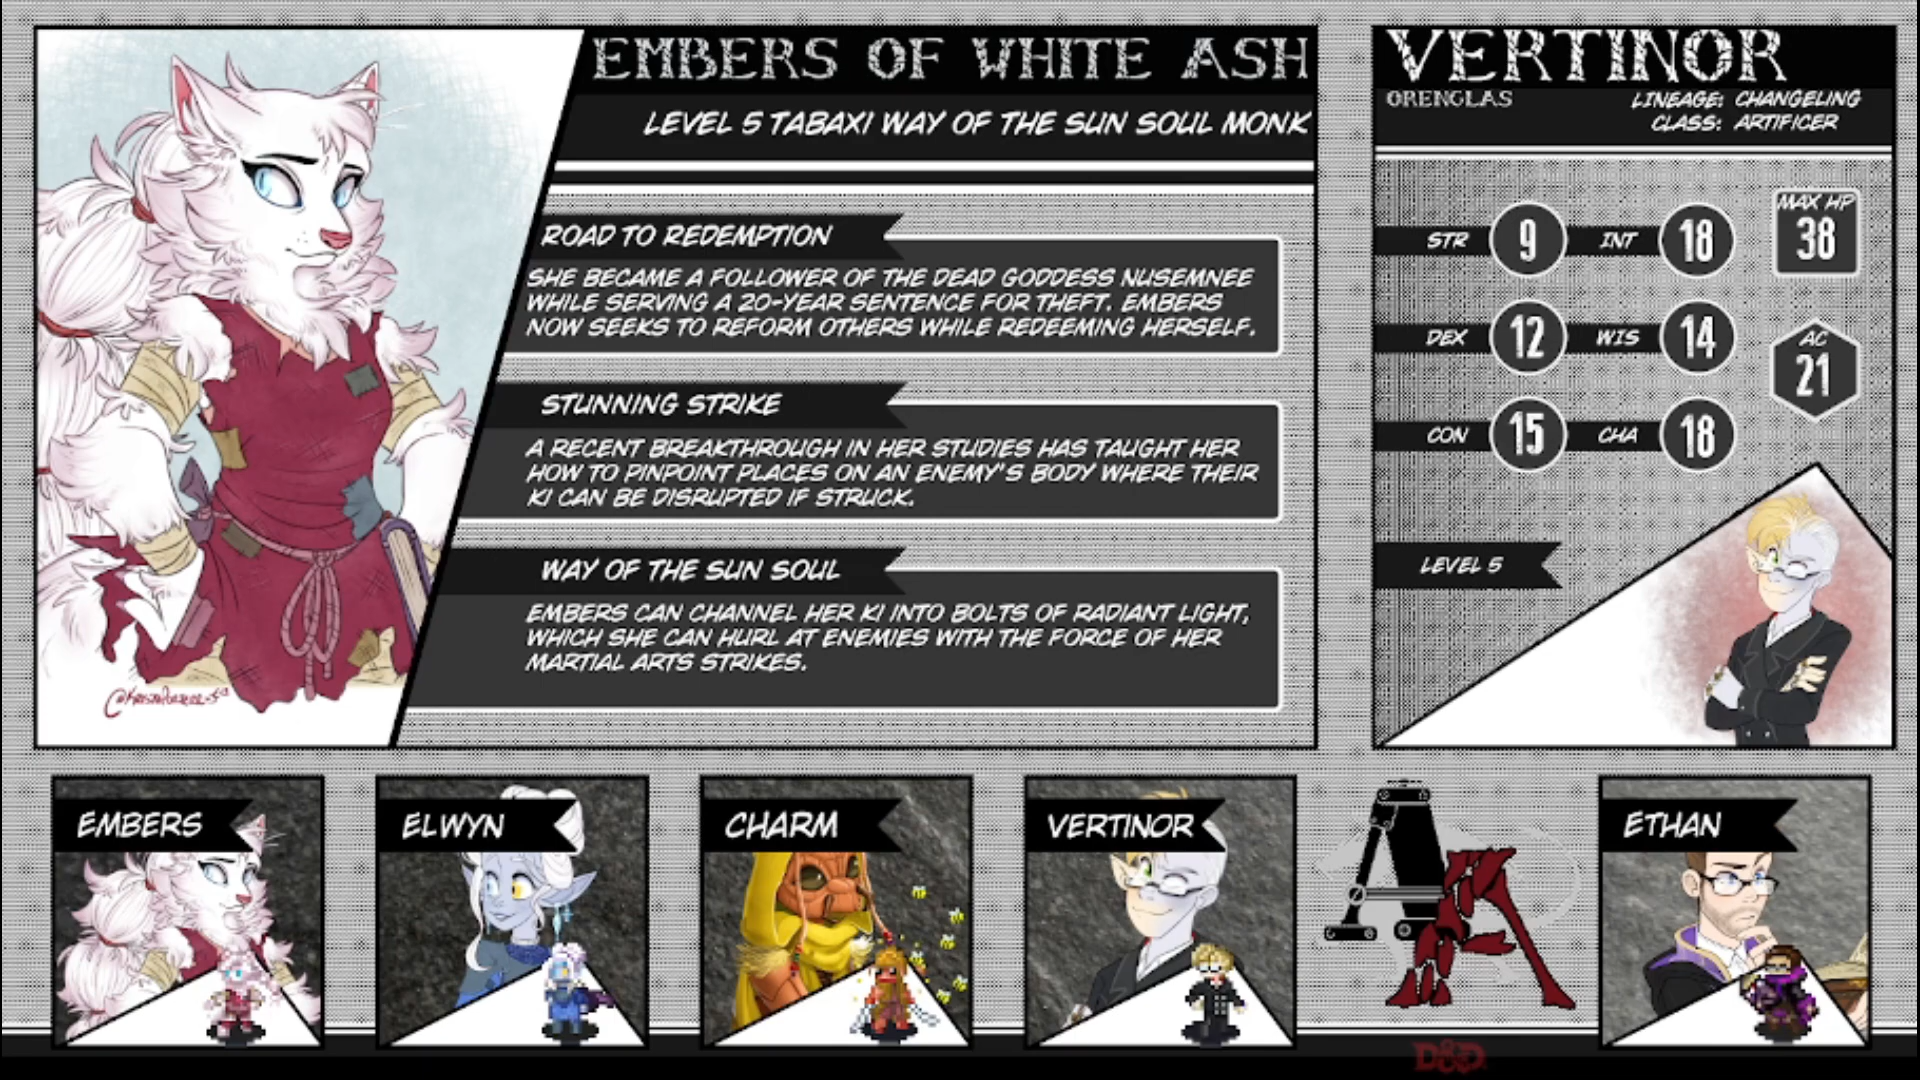 EMBERS OF WHITE ASH
LEVEL 5 TABAXI WAY OF THE SUN SOUL MONK
ROAD TO REDEMPTION
SHE BECAME A FOLLOWER OF THE DEAD GODDESS NUSEMNEE
WHILE SERVING A 20-YEAR SENTENCE FOR THEFT. EMBERS
NOW SEEKS TO REFORM OTHERS WHILE REDEEMING HERSELF.
STUNNING STRIKE
A RECENT BREAKTHROUGH IN HER STUDIES HAS TAUGHT HER
HOW TO PINPOINT PLACES ON AN ENEMY'S BODY WHERE THEIR
KI CAN BE DISRUPTED IF STRUCK.
WAY OF THE SUN SOUL
EMBERS CAN CHANNEL HER KI INTO BOLTS OF RADIANT LIGHT,
WHICH SHE CAN HURL AT ENEMIES WITH THE FORCE OF HER
MARTIAL ARTS STRIKES.
VERTINOR
ORENGLAS
LINEAGE: CHANGELING
CLASS: ARTIFICER
STR 9 INT 18
MAX HP
38
DEX 12 WIS 14
AC
21
CON 15 CHA 18
LEVEL 5
EMBERS
ELWYN
CHARM
VERTINOR
AR
ETHAN
D&D